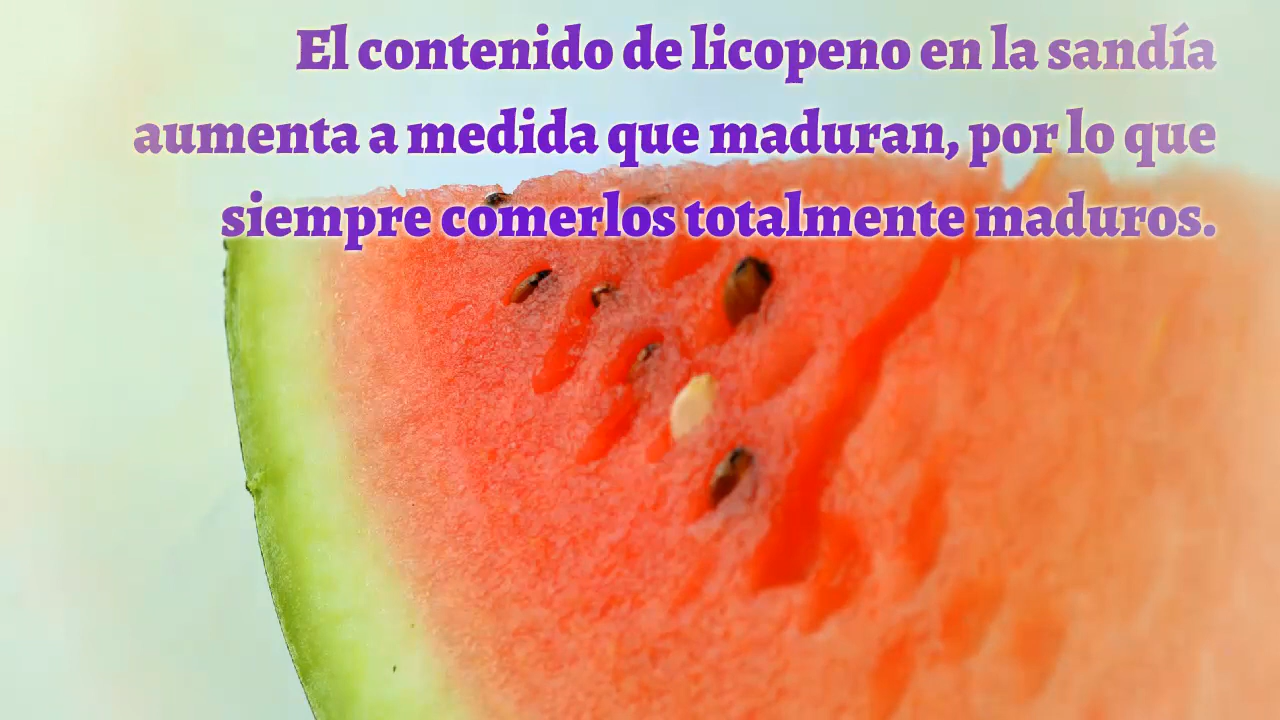 El contenido de licopeno en la sandía
aumenta a medida que maduran, por lo que
siempre comerlos totalmente maduros.